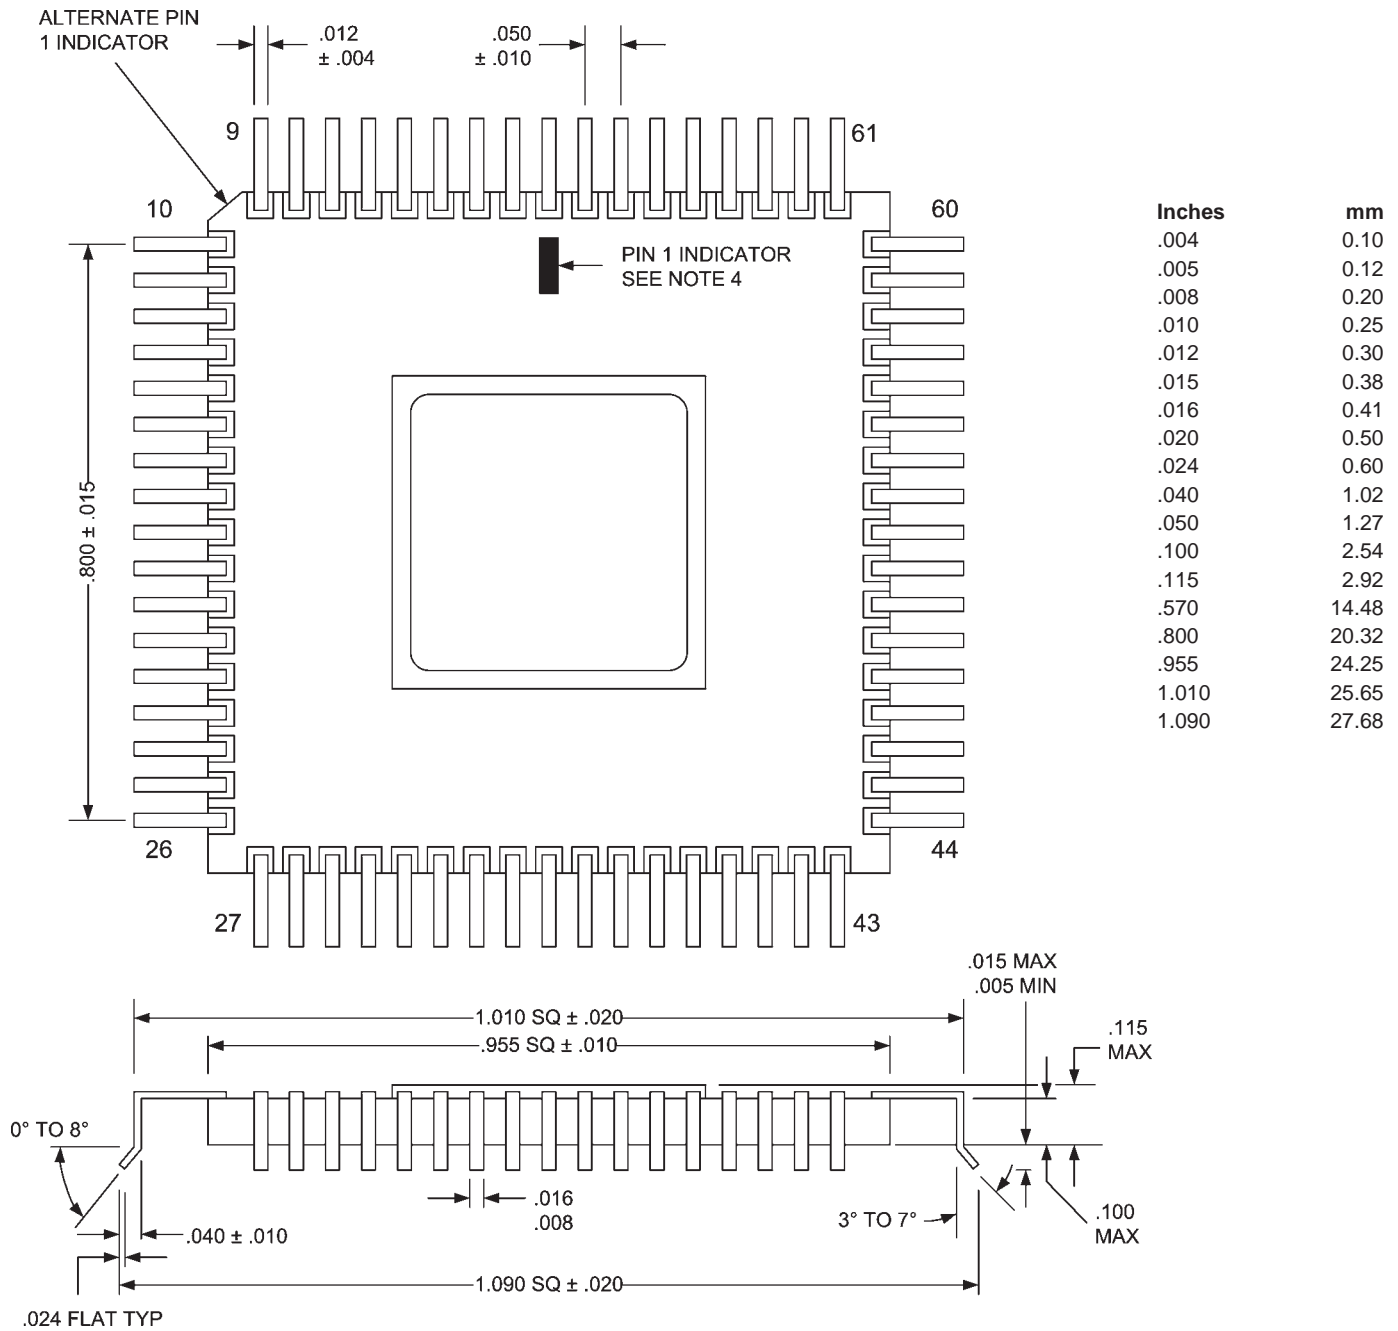 ALTERNATE PIN
1 INDICATOR
.012
± .004
.050
± .010
9
61
10
60
PIN 1 INDICATOR
SEE NOTE 4
.800 ± .015
26
44
27
43
Inches mm
.004 0.10
.005 0.12
.008 0.20
.010 0.25
.012 0.30
.015 0.38
.016 0.41
.020 0.50
.024 0.60
.040 1.02
.050 1.27
.100 2.54
.115 2.92
.570 14.48
.800 20.32
.955 24.25
1.010 25.65
1.090 27.68
.015 MAX
.005 MIN
1.010 SQ ± .020
.955 SQ ± .010
.115
MAX
0° TO 8°
.016
.008
3° TO 7°
.100
MAX
.040 ± .010
1.090 SQ ± .020
.024 FLAT TYP